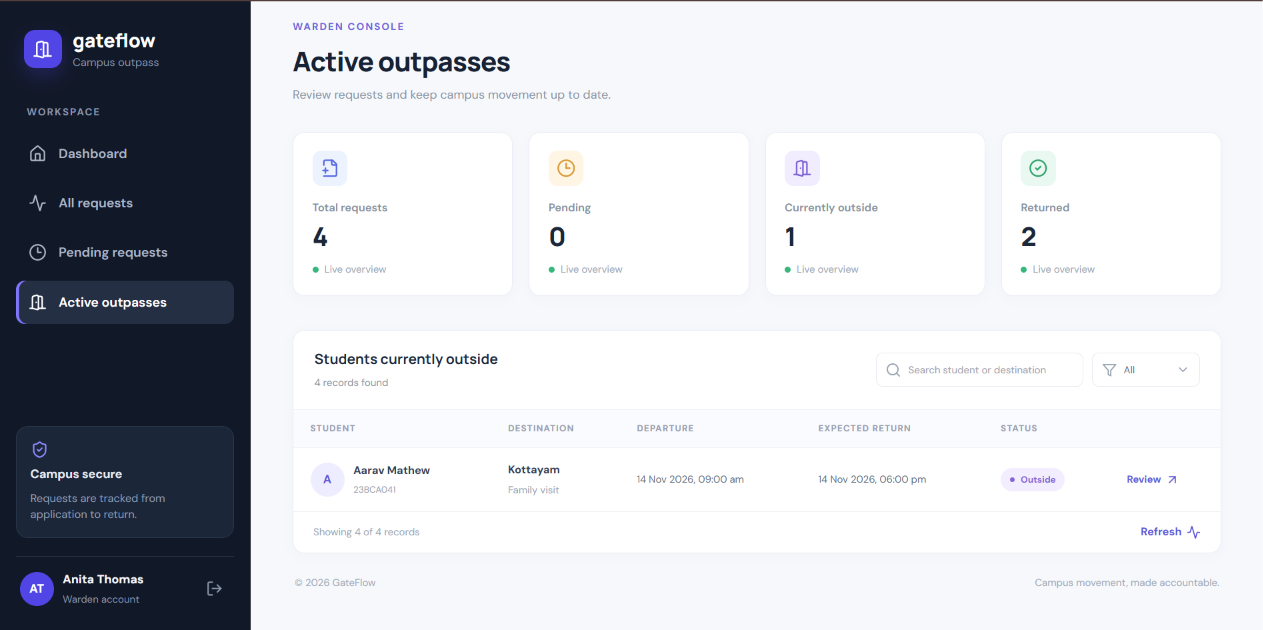 gateflow
Campus outpass
WORKSPACE
Dashboard
All requests
Pending requests
Active outpasses
Campus secure
Requests are tracked from
application to return.
AT
Anita Thomas
Warden account
WARDEN CONSOLE
Active outpasses
Review requests and keep campus movement up to date.
Total requests
4
Live overview
Pending
0
Live overview
Currently outside
1
Live overview
Returned
2
Live overview
Students currently outside
4 records found
Search student or destination
All
STUDENT DESTINATION DEPARTURE EXPECTED RETURN STATUS
A
Aarav Mathew
23BCA041
Kottayam
Family visit
14 Nov 2026, 09:00 am
14 Nov 2026, 06:00 pm
Outside
Review
Showing 4 of 4 records
Refresh
© 2026 GateFlow
Campus movement, made accountable.